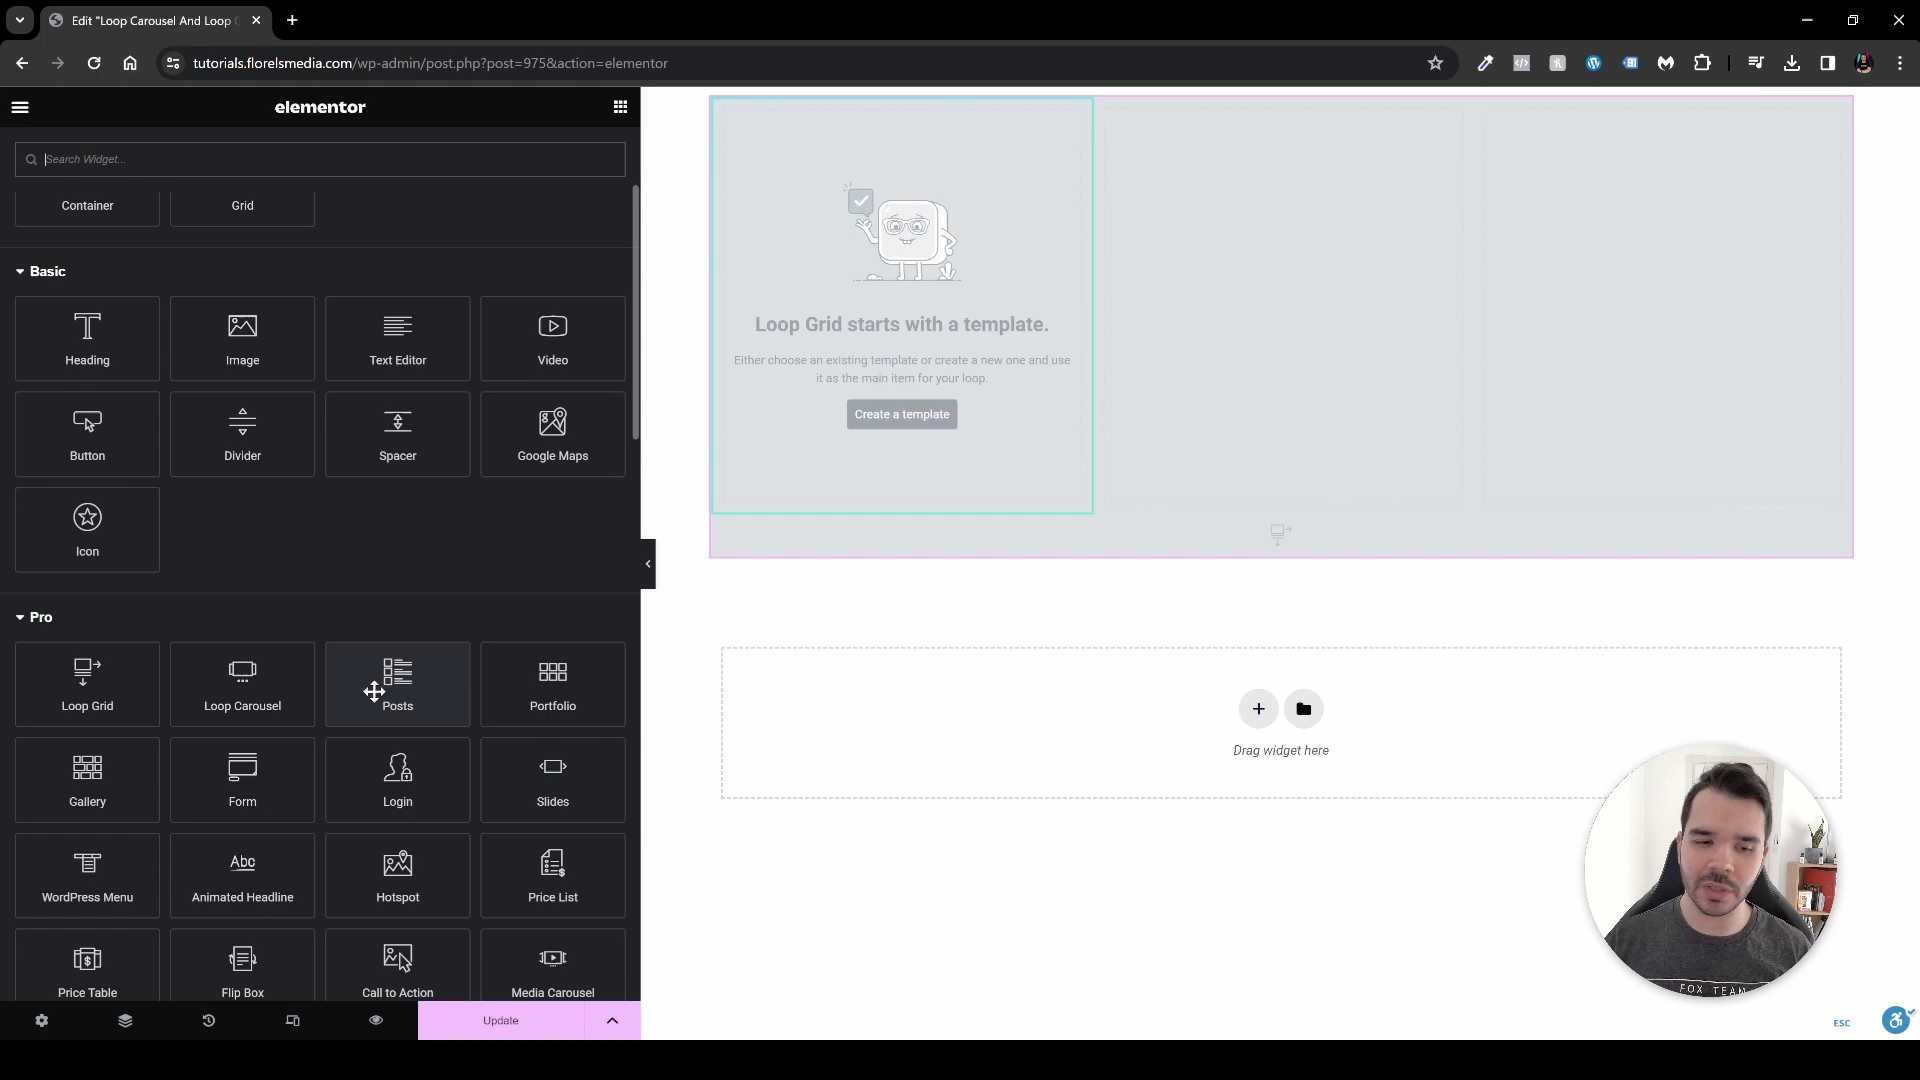 Edit "Loop Carousel And Loop
tutorials.florelsmedia.com/wp-admin/post.php?post=975&action=elementor
elementor
Search Widget...
Container
Grid
Basic
Heading
Image
Text Editor
Video
Button
Divider
Spacer
Google Maps
Icon
Pro
Loop Grid
Loop Carousel
Posts
Portfolio
Gallery
Form
Login
Slides
WordPress Menu
Abc
Animated Headline
Hotspot
Price List
Price Table
Flip Box
Call to Action
Media Carousel
Update
Loop Grid starts with a template.
Either choose an existing template or create a new one and use
it as the main item for your loop.
Create a template
Drag widget here
FOX TEAM
ESC